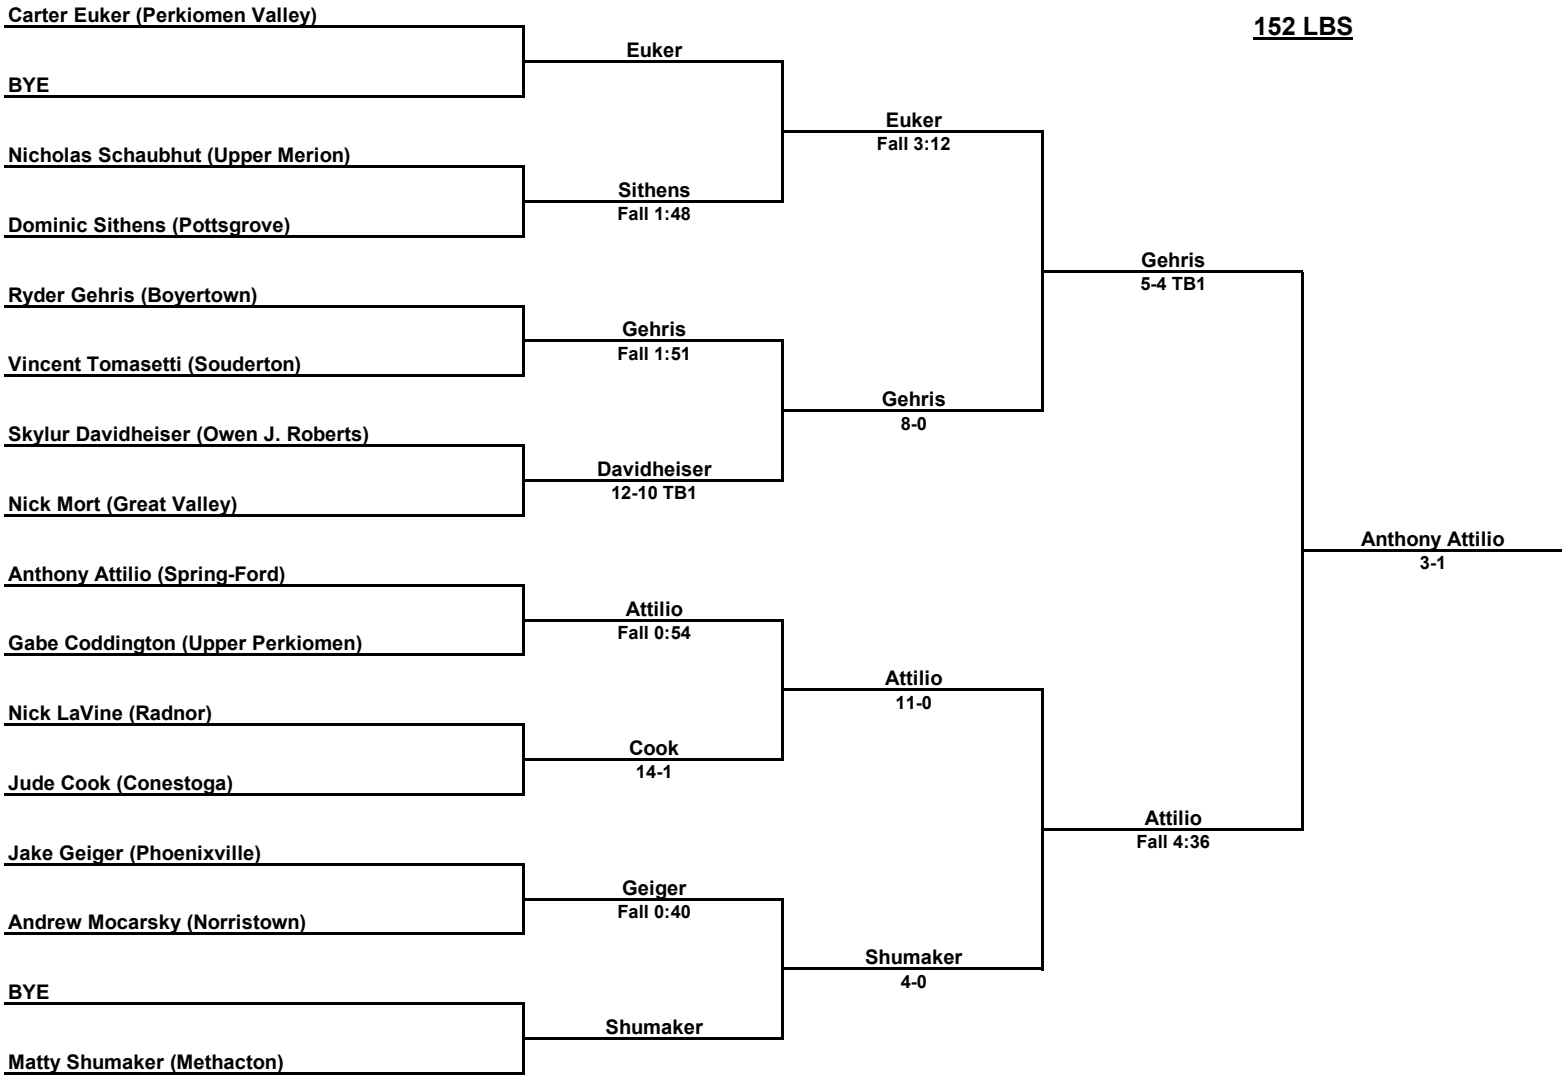 Carter Euker (Perkiomen Valley)
152 LBS
Euker
BYE
Euker
Fall 3:12
Nicholas Schaubhut (Upper Merion)
Sithens
Fall 1:48
Dominic Sithens (Pottsgrove)
Gehris
5-4 TB1
Ryder Gehris (Boyertown)
Gehris
Fall 1:51
Vincent Tomasetti (Souderton)
Gehris
8-0
Skylur Davidheiser (Owen J. Roberts)
Davidheiser
12-10 TB1
Nick Mort (Great Valley)
Anthony Attilio
3-1
Anthony Attilio (Spring-Ford)
Attilio
Fall 0:54
Gabe Coddington (Upper Perkiomen)
Attilio
11-0
Nick LaVine (Radnor)
Cook
14-1
Jude Cook (Conestoga)
Attilio
Fall 4:36
Jake Geiger (Phoenixville)
Geiger
Fall 0:40
Andrew Mocarsky (Norristown)
Shumaker
4-0
BYE
Shumaker
Matty Shumaker (Methacton)